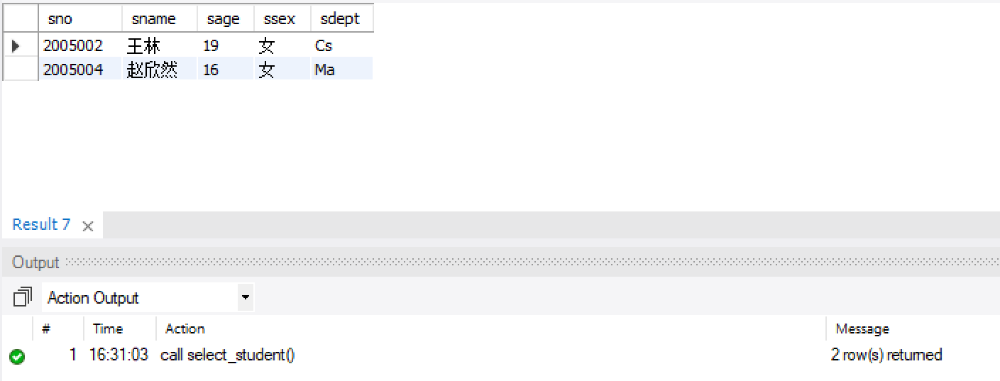 sno sname sage ssex sdept
2005002 王林 19 女 Cs
2005004 赵欣然 16 女 Ma
Result 7
Output
Action Output
# Time Action Message
1 16:31:03 call select_student() 2 row(s) returned